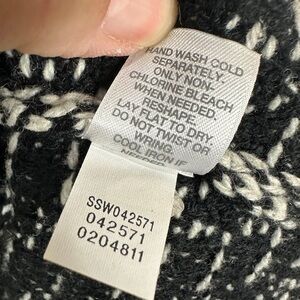 HAND WASH COLD
SEPARATELY.
ONLY NON-
CHLORINE BLEACH
WHEN NEEDED.
RESHAPE.
LAY FLAT TO DRY.
DO NOT TWIST OR
WRING.
COOL IRON IF
NEEDED
SSW042571
042571
0204811